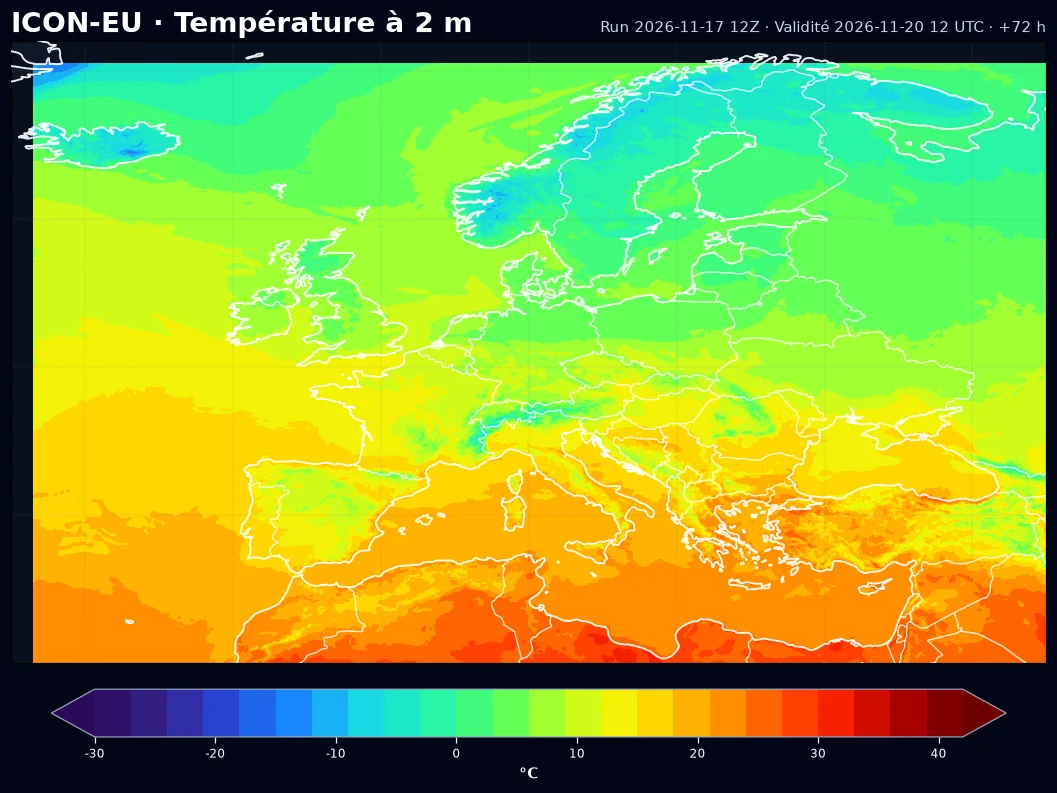 ICON-EU · Température à 2 m
Run 2026-11-17 12Z · Validité 2026-11-20 12 UTC · +72 h
-30 -20 -10 0 10 20 30 40
°C